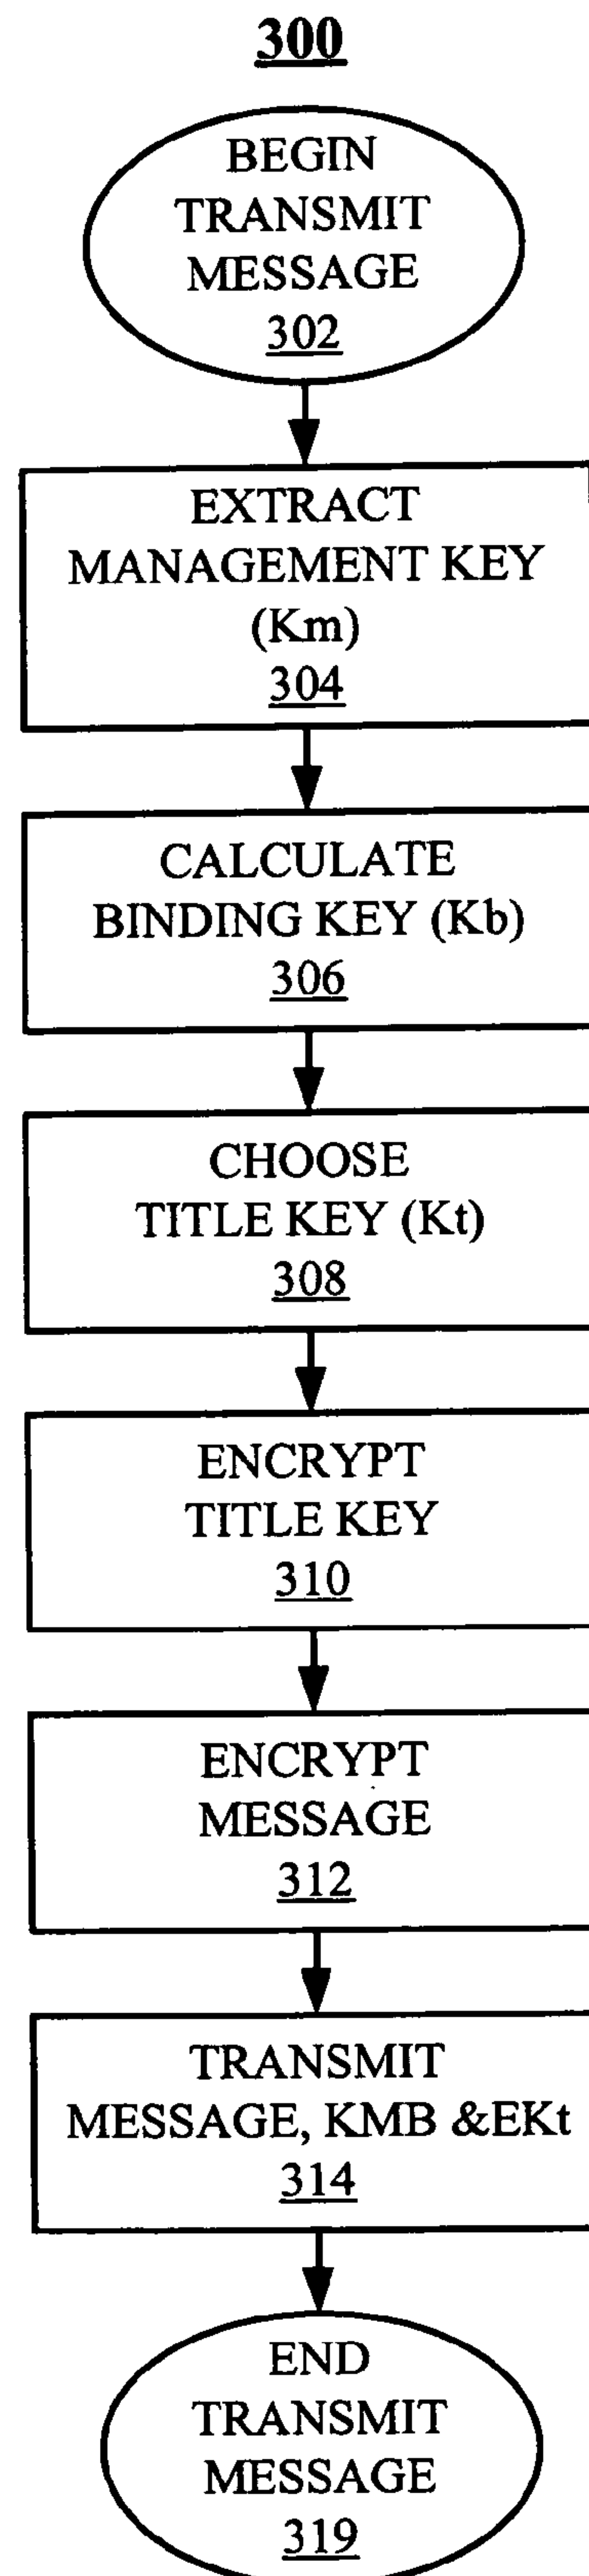 300
BEGIN
TRANSMIT
MESSAGE
302
EXTRACT
MANAGEMENT KEY
(Km)
304
CALCULATE
BINDING KEY (Kb)
306
CHOOSE
TITLE KEY (Kt)
308
ENCRYPT
TITLE KEY
310
ENCRYPT
MESSAGE
312
TRANSMIT
MESSAGE, KMB &EKt
314
END
TRANSMIT
MESSAGE
319